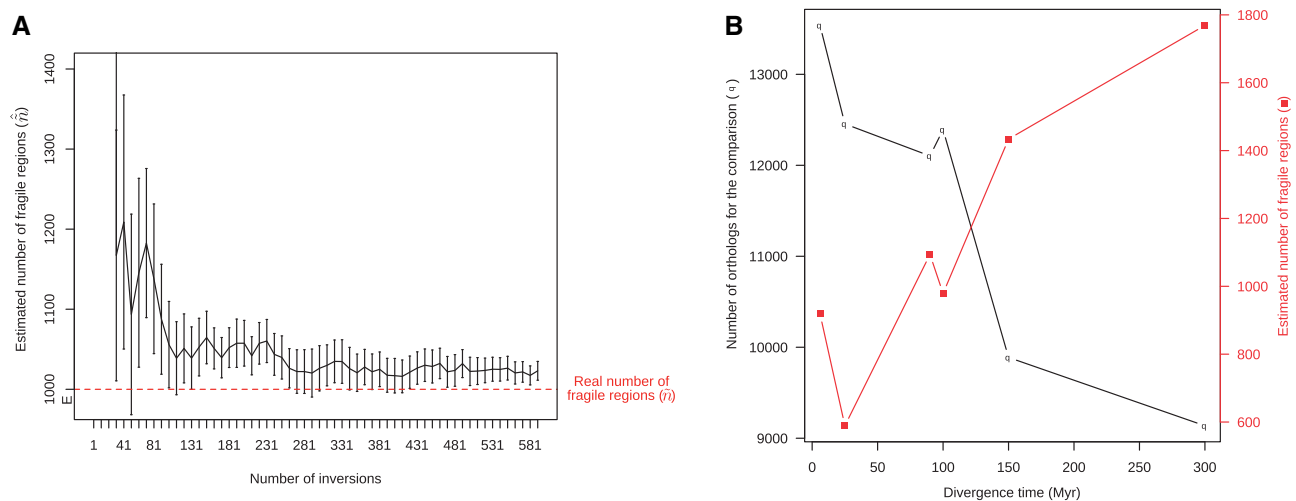 A
Estimated number of fragile regions (n̂̃)
1400
1300
1200
1100
1000
E
1 41 81 131 181 231 281 331 381 431 481 531 581
Number of inversions
Real number of
fragile regions (ñ)
B
Number of orthologs for the comparison ( q )
13000
12000
11000
10000
9000
q
q
q
q
q
q
0 50 100 150 200 250 300
Divergence time (Myr)
1800
1600
1400
1200
1000
800
600
Estimated number of fragile regions (■)